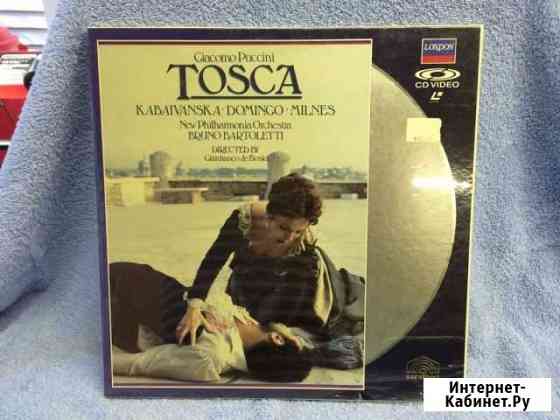 Giacomo Puccini
TOSCA
KABAIVANSKA · DOMINGO · MILNES
New Philharmonia Orchestra
BRUNO BARTOLETTI
DIRECTED BY
Gianfranco de Bosio
LONDON
CD VIDEO
Интернет-
Кабинет.Ру